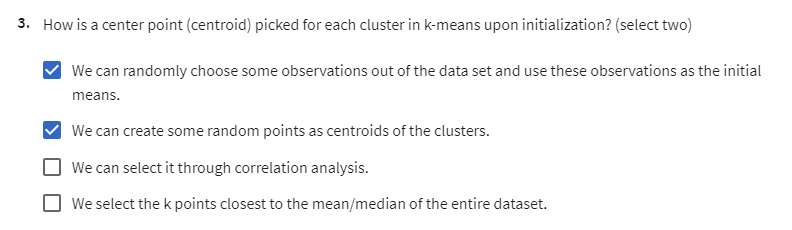 3. How is a center point (centroid) picked for each cluster in k-means upon initialization? (select two)
We can randomly choose some observations out of the data set and use these observations as the initial
means.
We can create some random points as centroids of the clusters.
We can select it through correlation analysis.
We select the k points closest to the mean/median of the entire dataset.